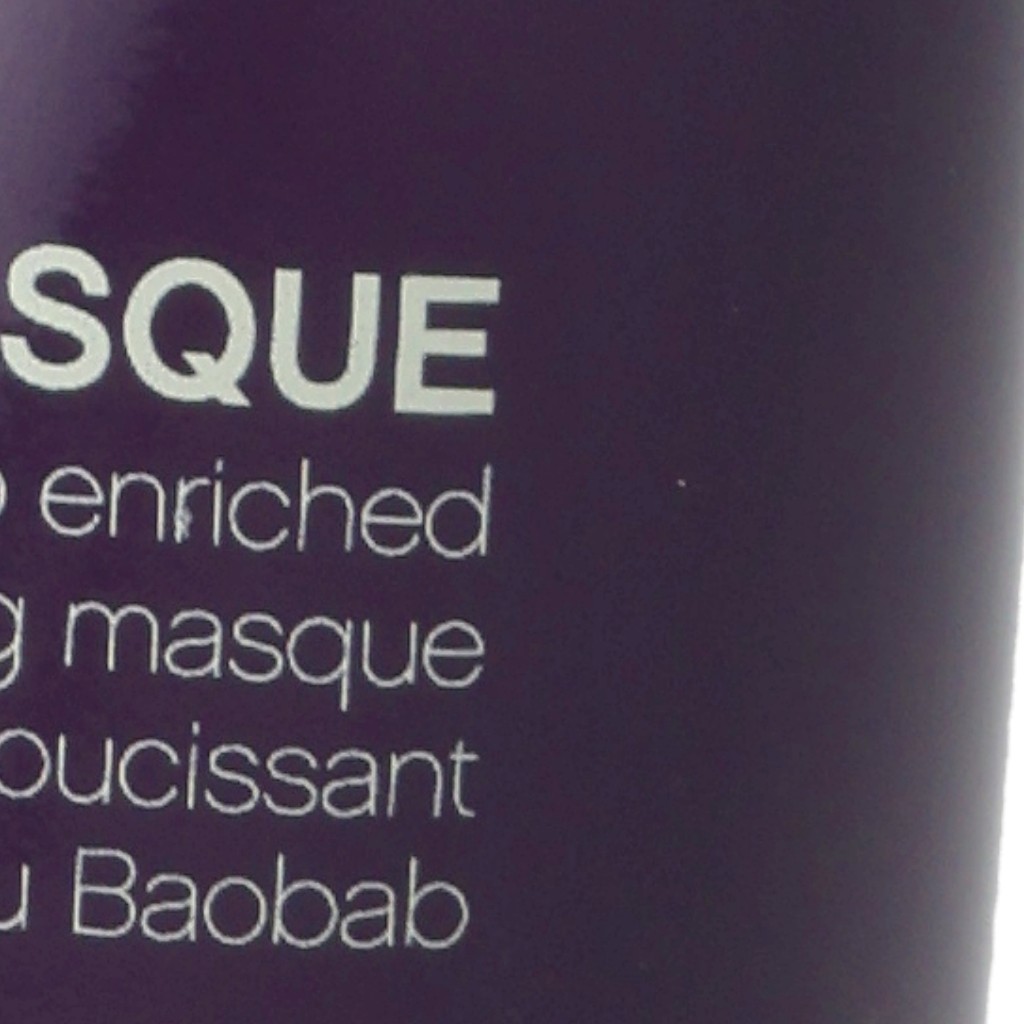 SQUE
enriched
g masque
oucissant
u Baobab